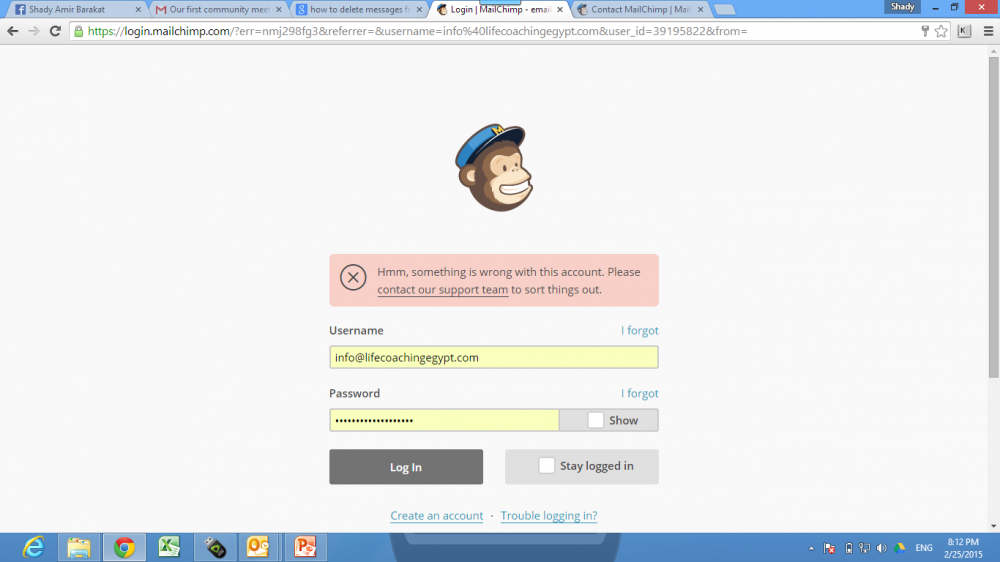 Shady Amir Barakat
Our first community meet
how to delete messages f
Login | MailChimp - emai
Contact MailChimp | Mail
Shady
https://login.mailchimp.com/?err=nmj298fg3&referrer=&username=info%40lifecoachingegypt.com&user_id=39195822&from=
Hmm, something is wrong with this account. Please
contact our support team to sort things out.
Username
I forgot
info@lifecoachingegypt.com
Password
I forgot
Show
Log In
Stay logged in
Create an account · Trouble logging in?
ENG
8:12 PM
2/25/2015